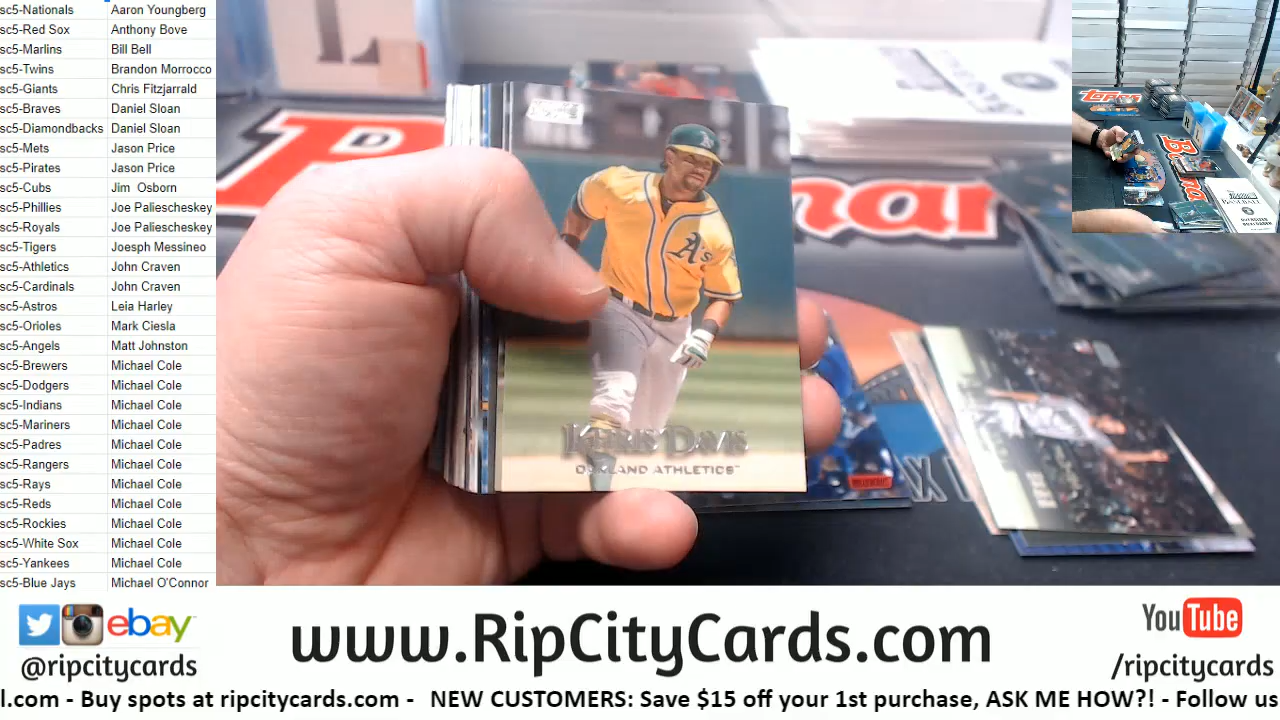 sc5-Nationals Aaron Youngberg
sc5-Red Sox Anthony Bove
sc5-Marlins Bill Bell
sc5-Twins Brandon Morrocco
sc5-Giants Chris Fitzjarrald
sc5-Braves Daniel Sloan
sc5-Diamondbacks Daniel Sloan
sc5-Mets Jason Price
sc5-Pirates Jason Price
sc5-Cubs Jim Osborn
sc5-Phillies Joe Paliescheskey
sc5-Royals Joe Paliescheskey
sc5-Tigers Joesph Messineo
sc5-Athletics John Craven
sc5-Cardinals John Craven
sc5-Astros Leia Harley
sc5-Orioles Mark Ciesla
sc5-Angels Matt Johnston
sc5-Brewers Michael Cole
sc5-Dodgers Michael Cole
sc5-Indians Michael Cole
sc5-Mariners Michael Cole
sc5-Padres Michael Cole
sc5-Rangers Michael Cole
sc5-Rays Michael Cole
sc5-Reds Michael Cole
sc5-Rockies Michael Cole
sc5-White Sox Michael Cole
sc5-Yankees Michael Cole
sc5-Blue Jays Michael O'Connor
A's
Khris Davis
OAKLAND ATHLETICS™
TOPPS
BASEBALL
ebay
@ripcitycards
www.RipCityCards.com
YouTube
/ripcitycards
l.com - Buy spots at ripcitycards.com - NEW CUSTOMERS: Save $15 off your 1st purchase, ASK ME HOW?! - Follow us